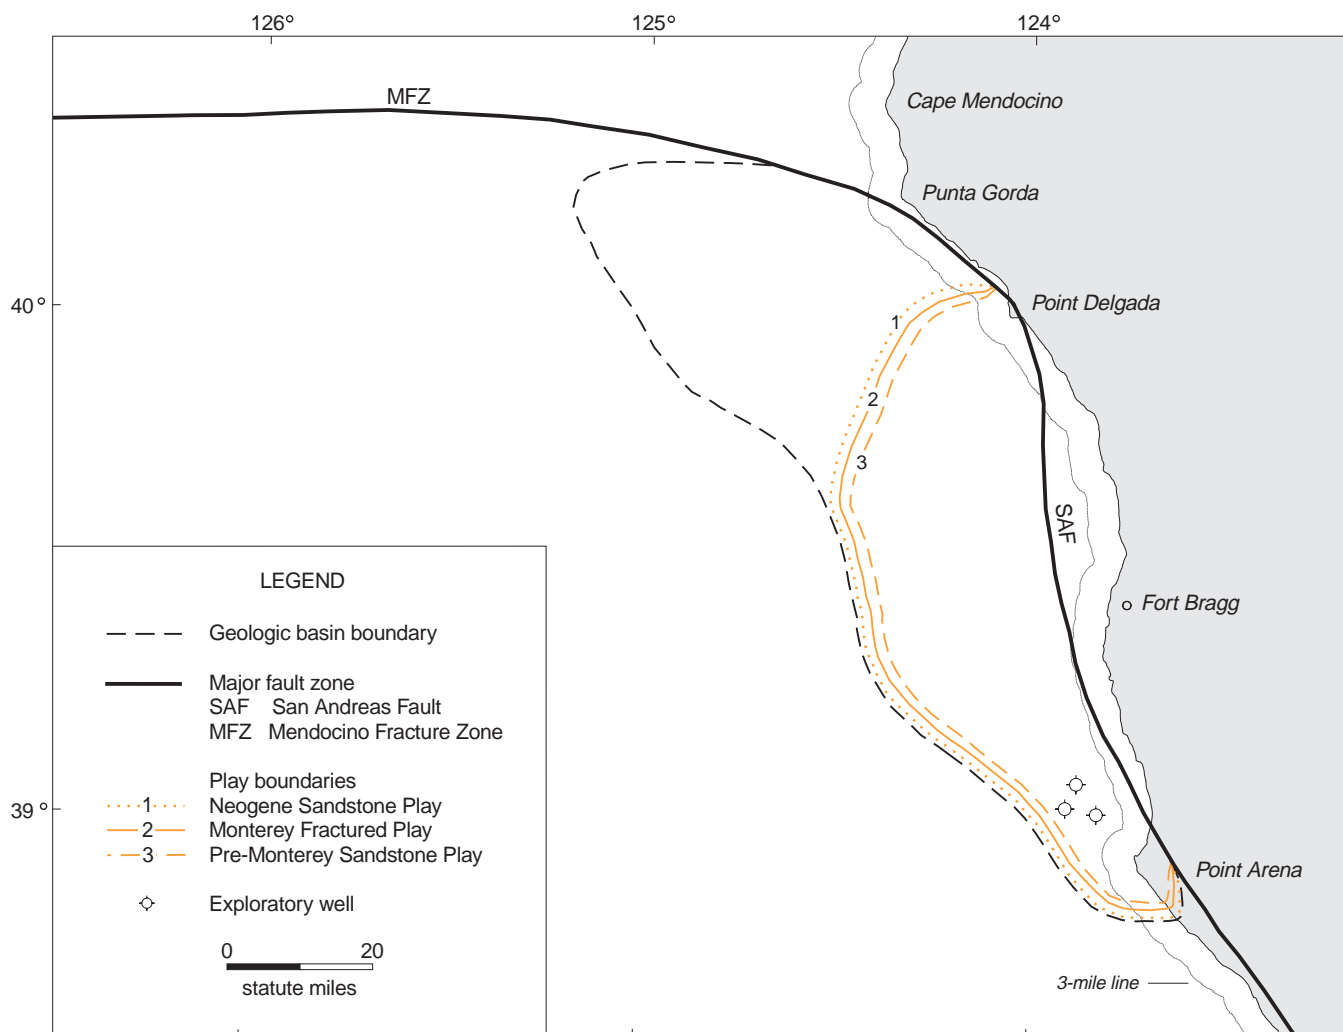 126° 125° 124°
MFZ
Cape Mendocino
Punta Gorda
40°
Point Delgada
1
2
3
SAF
Fort Bragg
39°
Point Arena
3-mile line
LEGEND
Geologic basin boundary
Major fault zone
SAF San Andreas Fault
MFZ Mendocino Fracture Zone
Play boundaries
1 Neogene Sandstone Play
2 Monterey Fractured Play
3 Pre-Monterey Sandstone Play
Exploratory well
0 20
statute miles